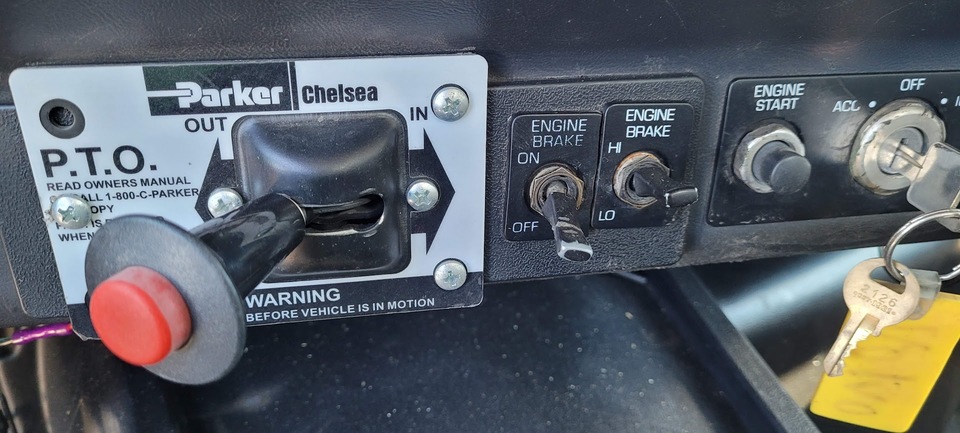 Parker Chelsea
OUT
IN
P.T.O.
READ OWNERS MANUAL
ALL 1-800-C-PARKER
OPY
WHEN
WARNING
BEFORE VEHICLE IS IN MOTION
ENGINE
BRAKE
ON
OFF
ENGINE
BRAKE
HI
LO
ENGINE
START
ACC
OFF
2126